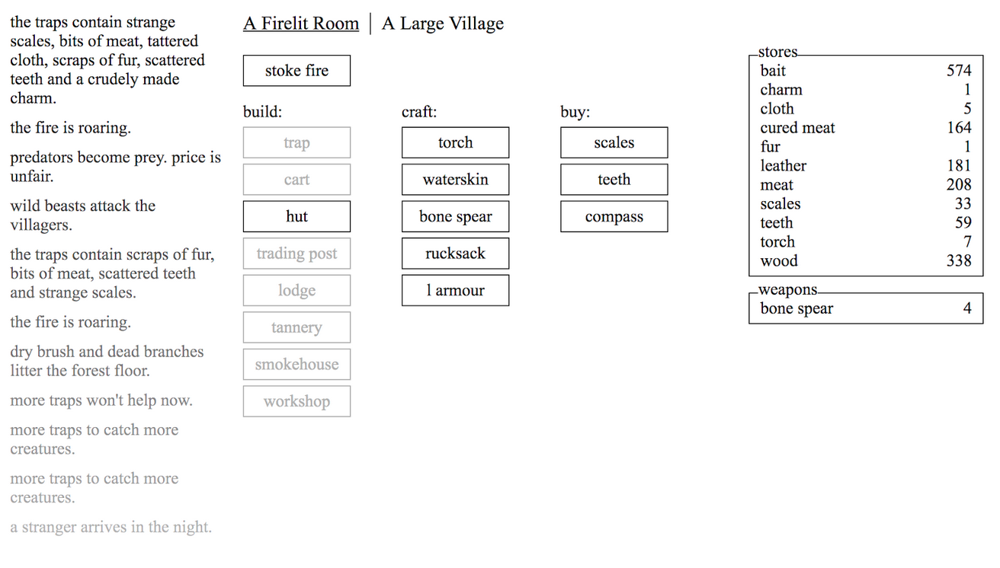 the traps contain strange
scales, bits of meat, tattered
cloth, scraps of fur, scattered
teeth and a crudely made
charm.
the fire is roaring.
predators become prey. price is
unfair.
wild beasts attack the
villagers.
the traps contain scraps of fur,
bits of meat, scattered teeth
and strange scales.
the fire is roaring.
dry brush and dead branches
litter the forest floor.
more traps won't help now.
more traps to catch more
creatures.
more traps to catch more
creatures.
a stranger arrives in the night.
A Firelit Room | A Large Village
stoke fire
build:
trap
cart
hut
trading post
lodge
tannery
smokehouse
workshop
craft:
torch
waterskin
bone spear
rucksack
l armour
buy:
scales
teeth
compass
stores
bait 574
charm 1
cloth 5
cured meat 164
fur 1
leather 181
meat 208
scales 33
teeth 59
torch 7
wood 338
weapons
bone spear 4